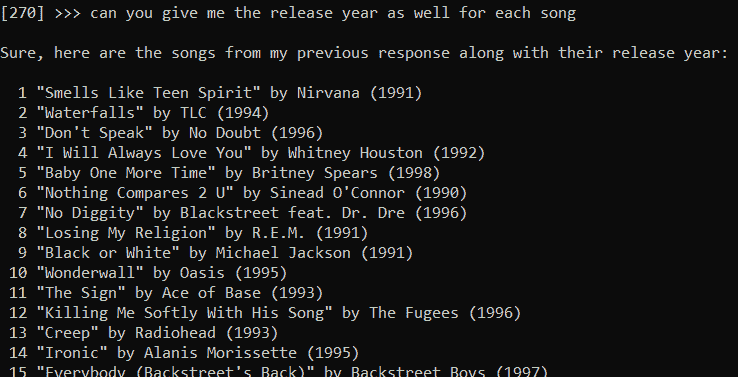 [270] >>> can you give me the release year as well for each song
Sure, here are the songs from my previous response along with their release year:
1 "Smells Like Teen Spirit" by Nirvana (1991)
2 "Waterfalls" by TLC (1994)
3 "Don't Speak" by No Doubt (1996)
4 "I Will Always Love You" by Whitney Houston (1992)
5 "Baby One More Time" by Britney Spears (1998)
6 "Nothing Compares 2 U" by Sinead O'Connor (1990)
7 "No Diggity" by Blackstreet feat. Dr. Dre (1996)
8 "Losing My Religion" by R.E.M. (1991)
9 "Black or White" by Michael Jackson (1991)
10 "Wonderwall" by Oasis (1995)
11 "The Sign" by Ace of Base (1993)
12 "Killing Me Softly With His Song" by The Fugees (1996)
13 "Creep" by Radiohead (1993)
14 "Ironic" by Alanis Morissette (1995)
15 "Everybody (Backstreet's Back)" by Backstreet Boys (1997)